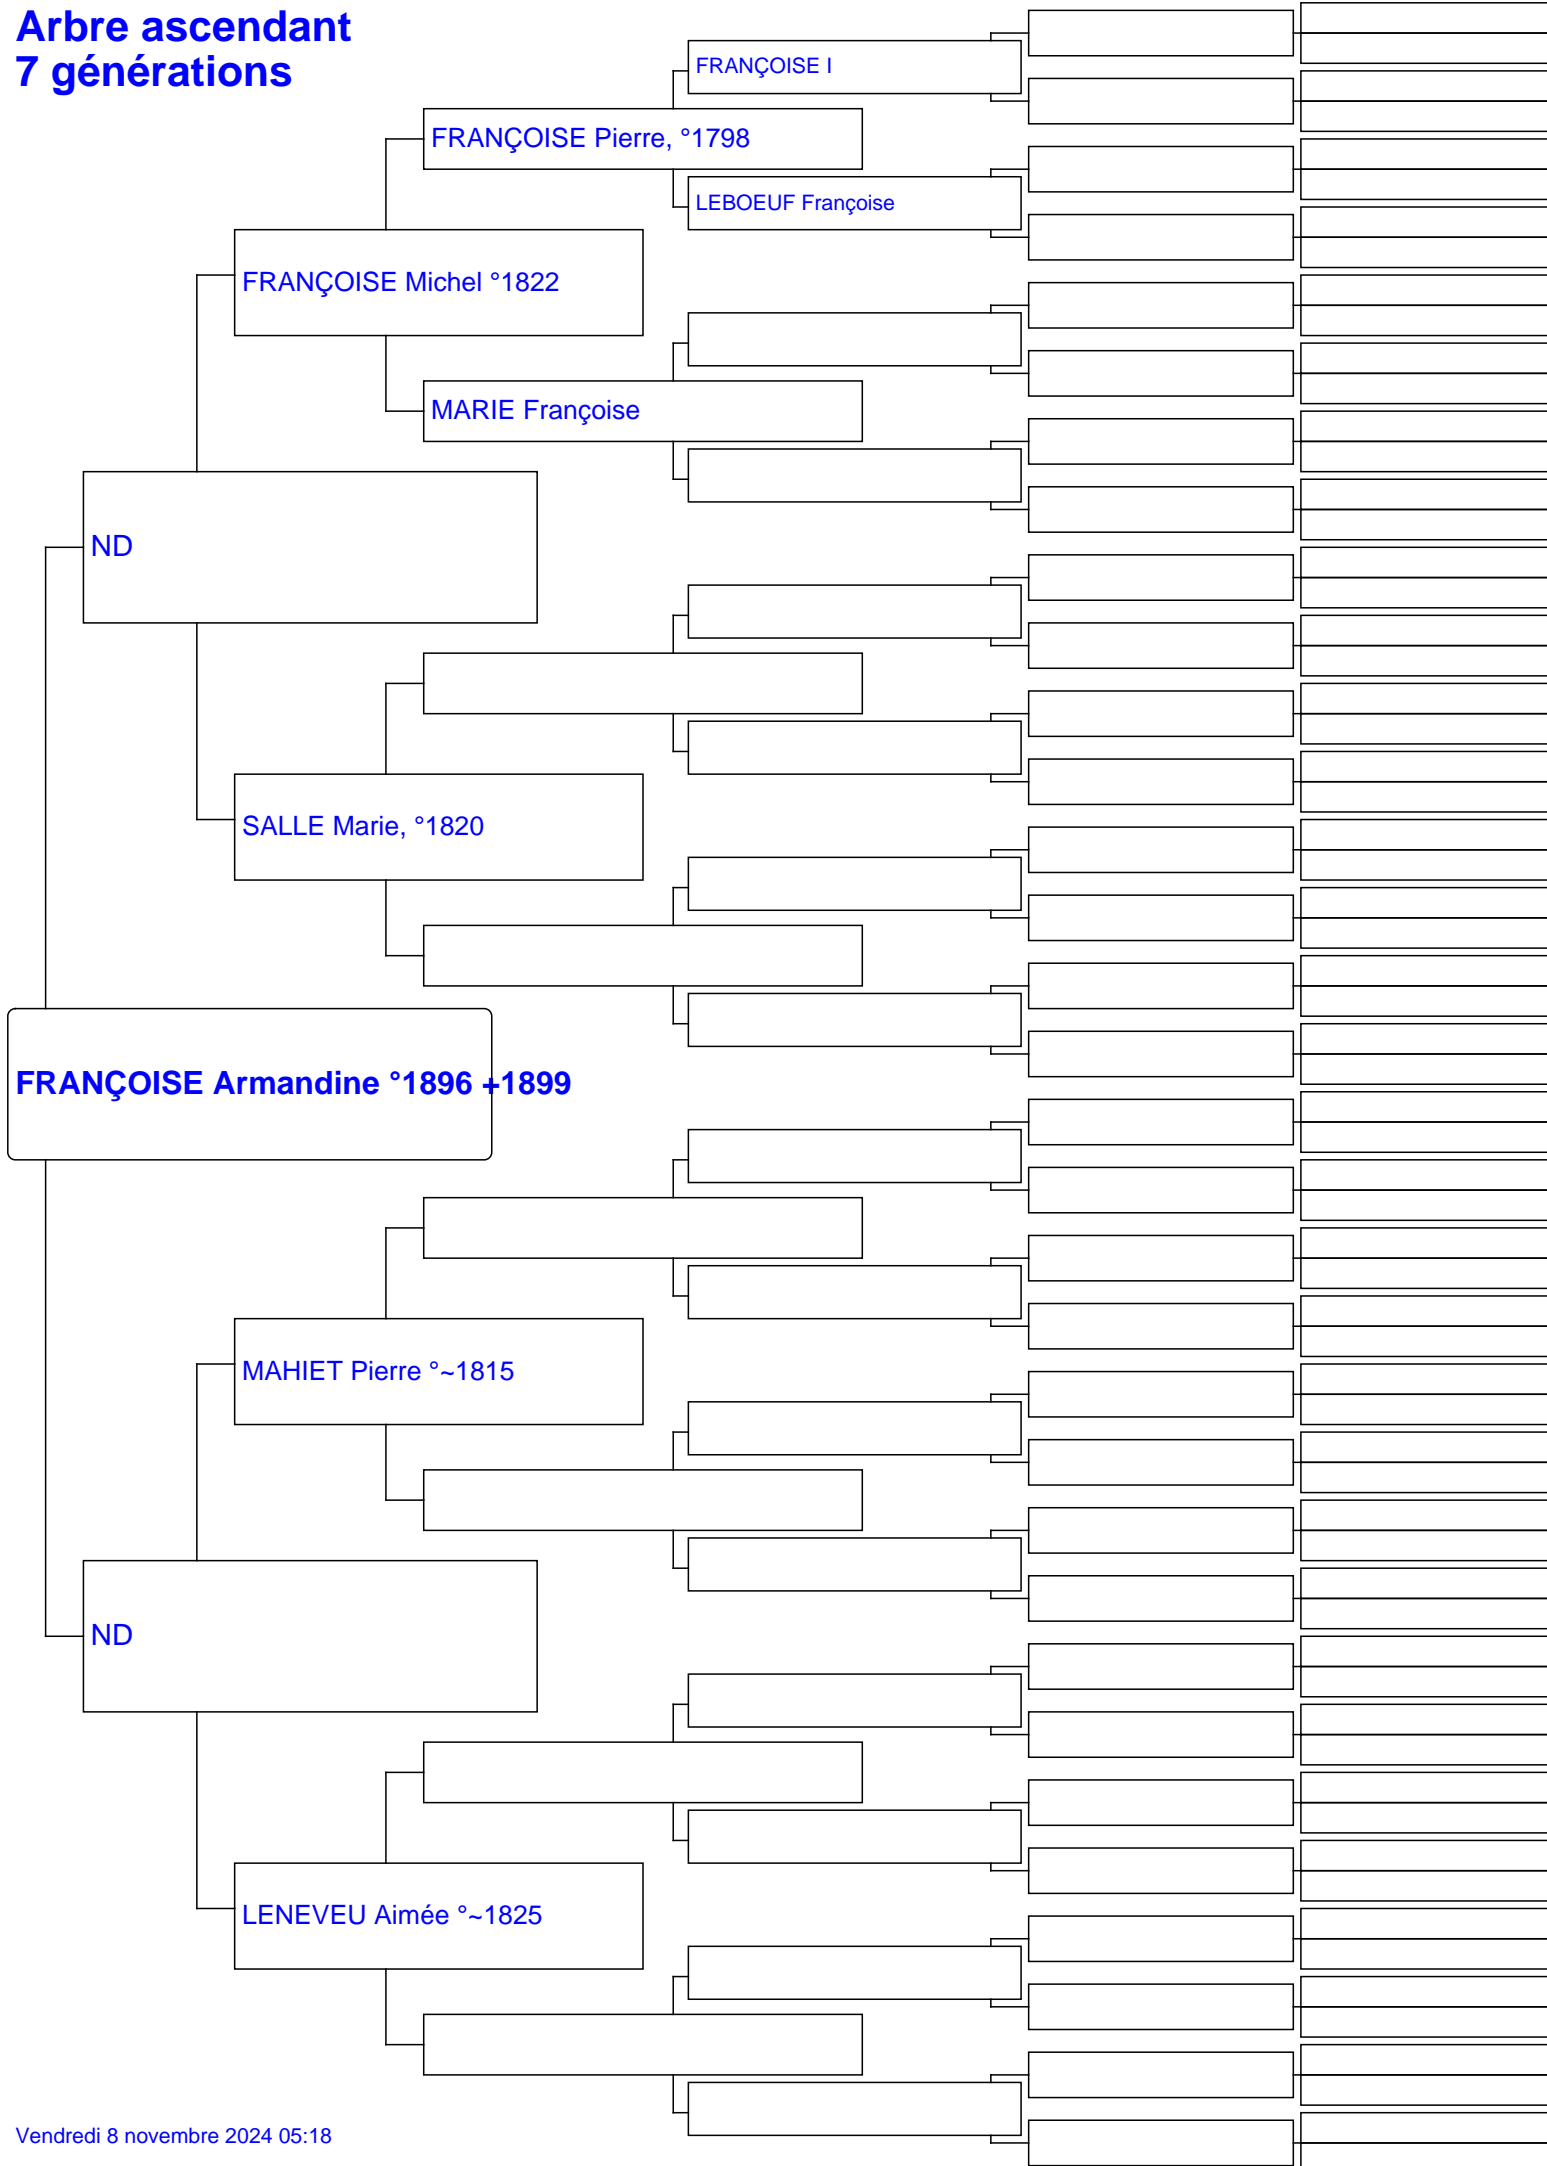 Arbre ascendant
7 générations
FRANÇOISE I
FRANÇOISE Pierre, °1798
LEBOEUF Françoise
FRANÇOISE Michel °1822
MARIE Françoise
ND
SALLE Marie, °1820
FRANÇOISE Armandine °1896 +1899
MAHIET Pierre °~1815
ND
LENEVEU Aimée °~1825
Vendredi 8 novembre 2024 05:18